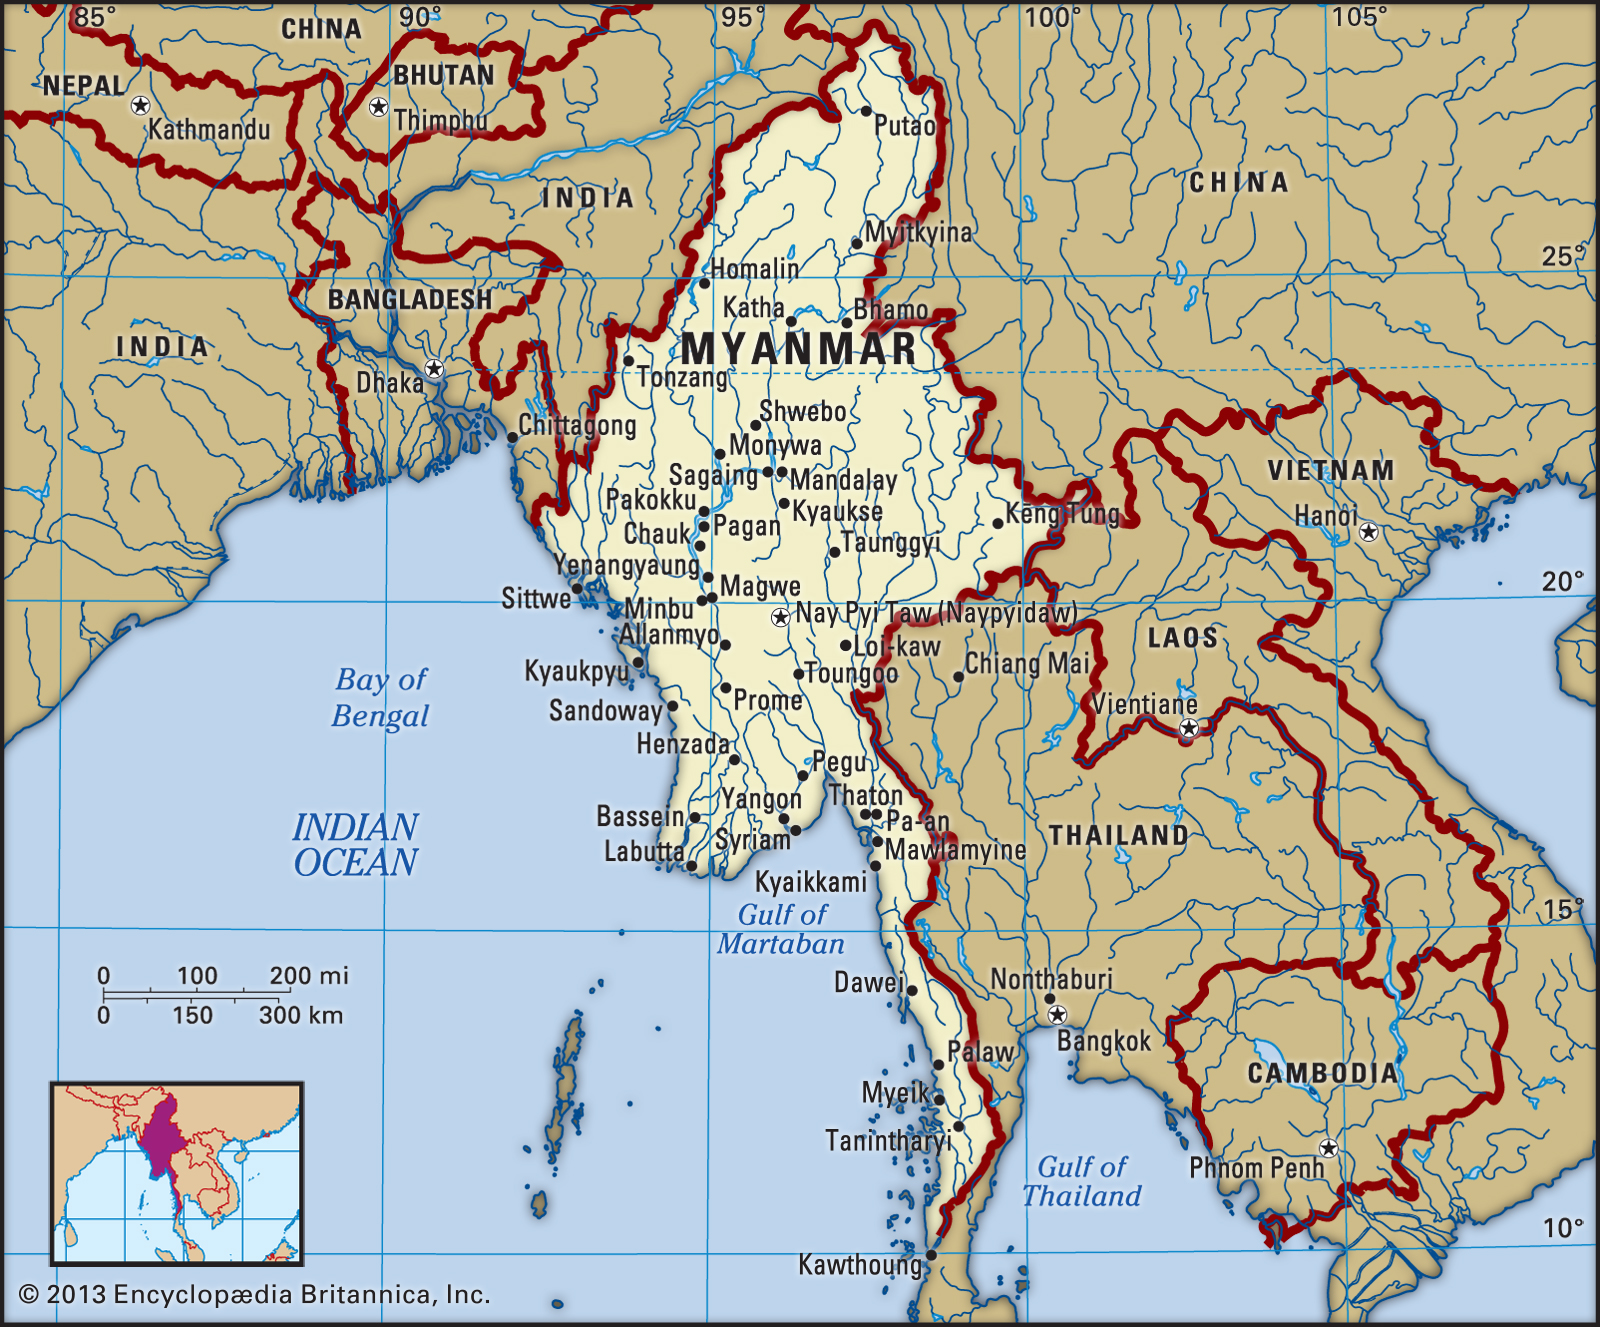 85°
90°
95°
100°
105°
CHINA
NEPAL
BHUTAN
Kathmandu
Thimphu
Putao
INDIA
CHINA
Myitkyina
Homalin
25°
BANGLADESH
Katha
Bhamo
INDIA
MYANMAR
Dhaka
Tonzang
Chittagong
Shwebo
Monywa
Sagaing
Mandalay
VIETNAM
Pakokku
Kyaukse
Keng Tung
Hanoi
Chauk
Pagan
Taunggyi
Yenangyaung
Magwe
20°
Sittwe
Minbu
Nay Pyi Taw (Naypyidaw)
Allanmyo
Loi-kaw
LAOS
Kyaukpyu
Toungoo
Chiang Mai
Bay of
Bengal
Sandoway
Prome
Vientiane
Henzada
Pegu
Yangon
Thaton
Bassein
Pa-an
INDIAN
OCEAN
Syriam
THAILAND
Labutta
Mawlamyine
Kyaikkami
Gulf of
Martaban
15°
0 100 200 mi
0 150 300 km
Dawei
Nonthaburi
Bangkok
Palaw
CAMBODIA
Myeik
Tanintharyi
Gulf of
Thailand
Phnom Penh
10°
Kawthoung
© 2013 Encyclopædia Britannica, Inc.